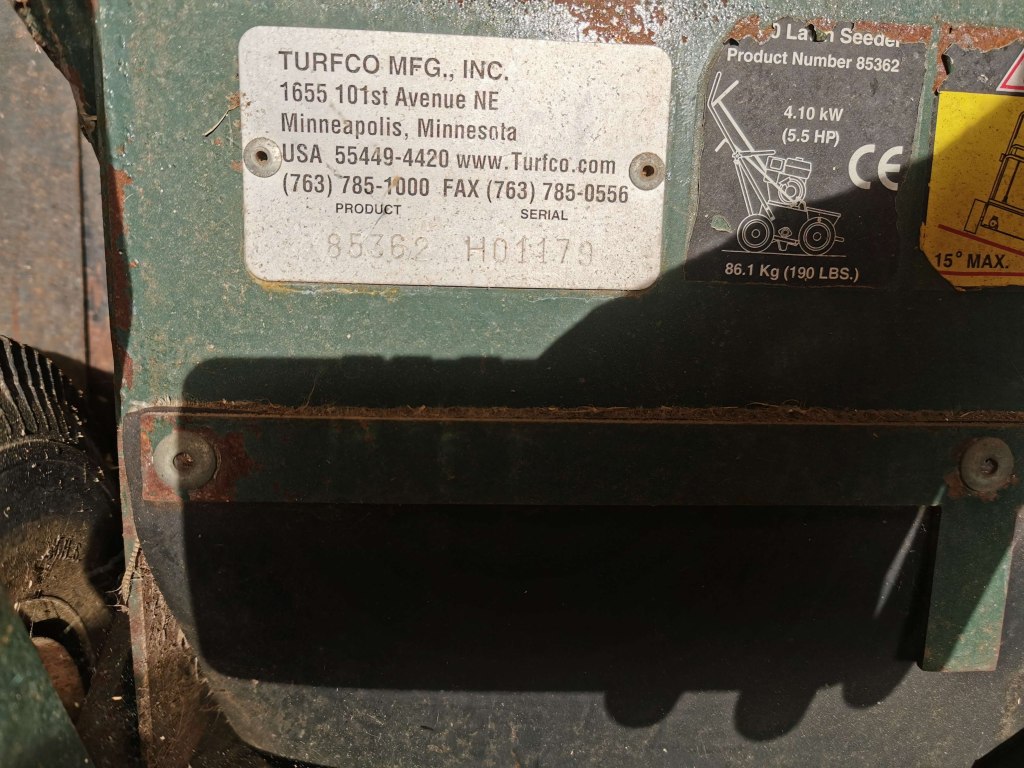 TURFCO MFG., INC.
1655 101st Avenue NE
Minneapolis, Minnesota
USA 55449-4420 www.Turfco.com
(763) 785-1000 FAX (763) 785-0556
PRODUCT SERIAL
85362 H01179
Seeder
Product Number 85362
4.10 kW
(5.5 HP)
CE
86.1 Kg (190 LBS.)
15° MAX.